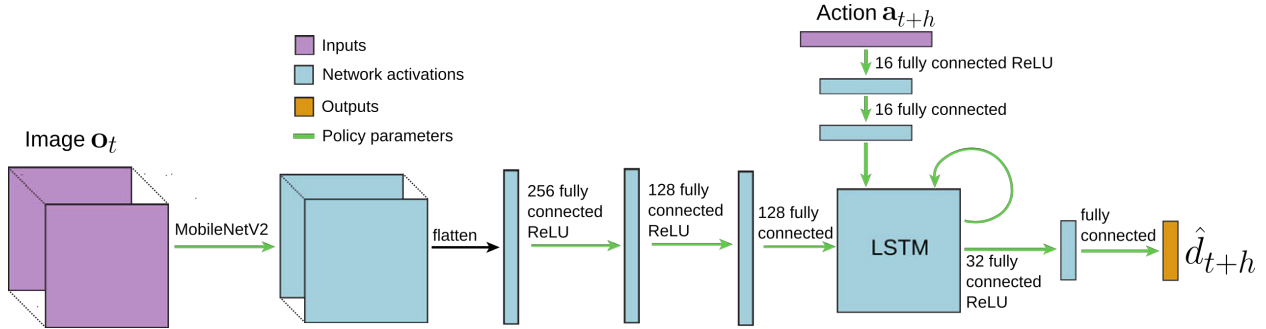 Action a_{t+h}
Inputs
Network activations
Outputs
Policy parameters
16 fully connected ReLU
16 fully connected
Image o_t
MobileNetV2
flatten
256 fully
connected
ReLU
128 fully
connected
ReLU
128 fully
connected
LSTM
32 fully
connected
ReLU
fully
connected
\hat{d}_{t+h}